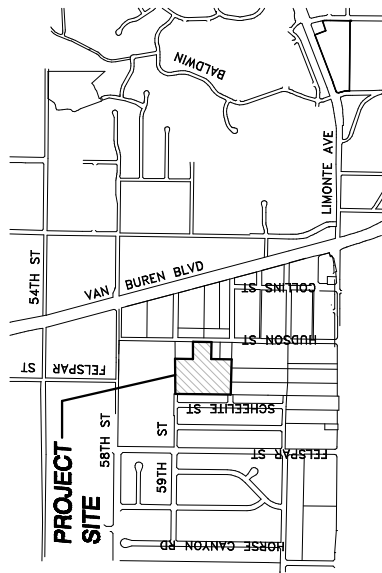 BALDWIN
LIMONTE AVE
54TH ST
VAN BUREN BLVD
COLLINS ST
HUDSON ST
FELSPAR ST
SCHEELITE ST
58TH ST
59TH ST
FELSPAR ST
PROJECT
SITE
HORSE CANYON RD